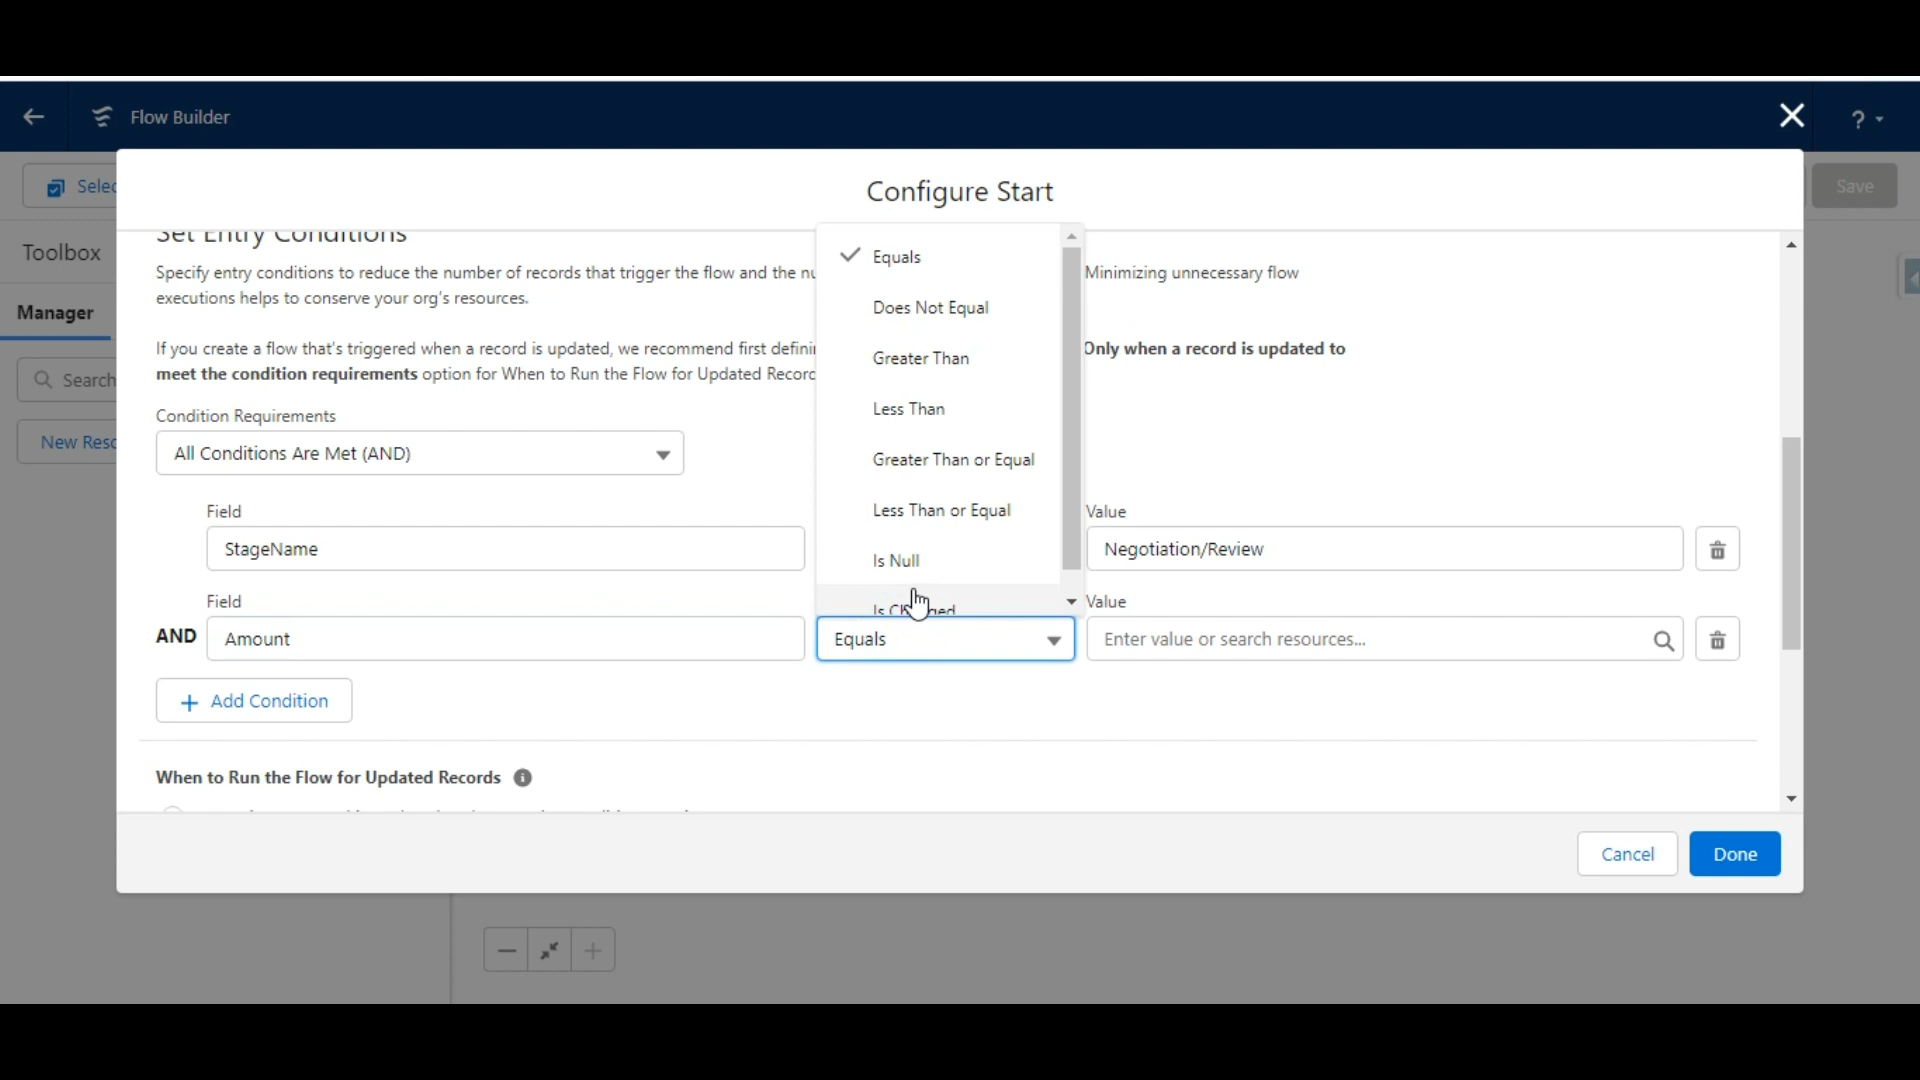 Flow Builder
?
Selec
Configure Start
Save
Toolbox
Set Entry Conditions
Equals
Specify entry conditions to reduce the number of records that trigger the flow and the nu
Minimizing unnecessary flow
executions helps to conserve your org's resources.
Does Not Equal
Manager
If you create a flow that's triggered when a record is updated, we recommend first defini
Only when a record is updated to
Greater Than
meet the condition requirements option for When to Run the Flow for Updated Record
Search
Condition Requirements
Less Than
New Reso
All Conditions Are Met (AND)
Greater Than or Equal
Field
Less Than or Equal
Value
StageName
Is Null
Negotiation/Review
Field
Value
AND
Amount
Equals
Enter value or search resources...
Add Condition
When to Run the Flow for Updated Records
Cancel
Done